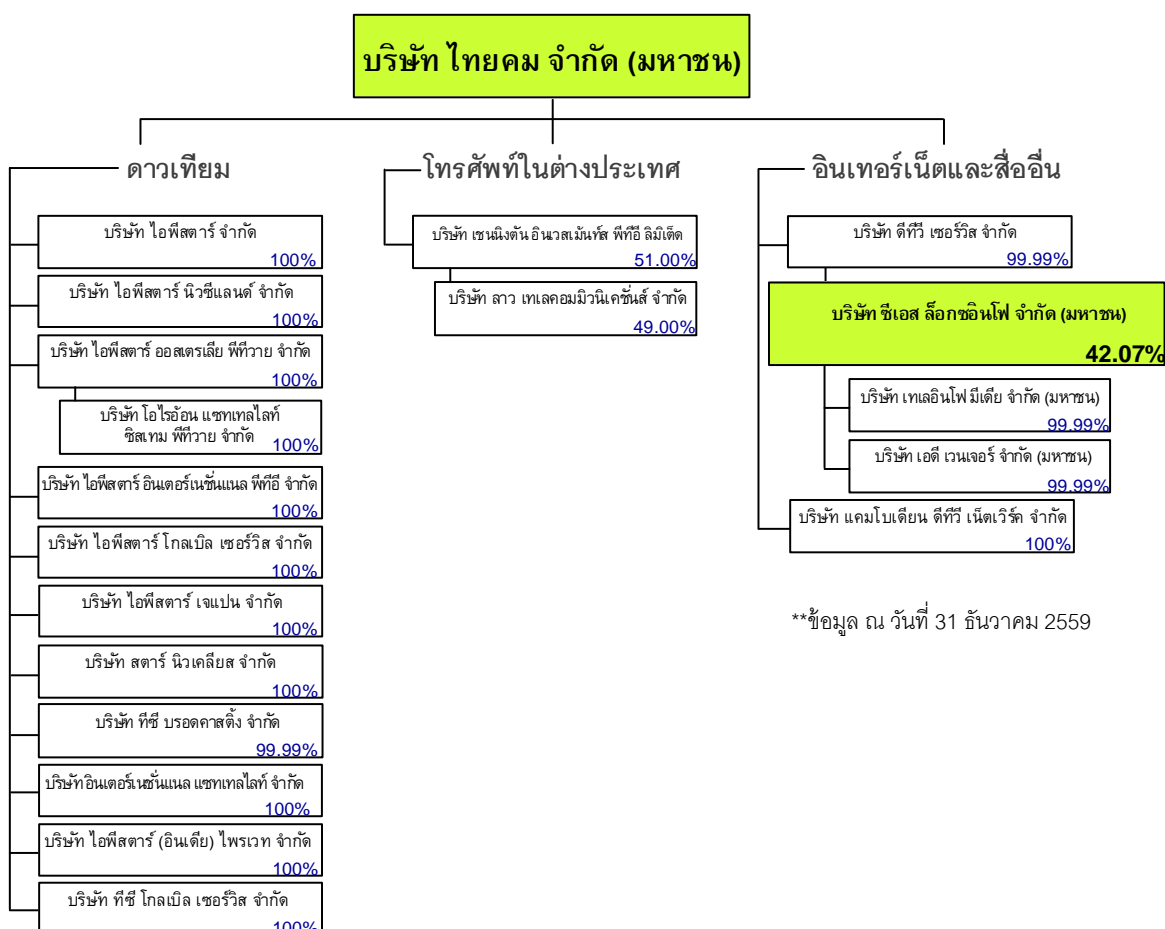 บริษัท ไทยคม จำกัด (มหาชน)
ดาวเทียม
บริษัท ไอพีสตาร์ จำกัด
100%
บริษัท ไอพีสตาร์ นิวซีแลนด์ จำกัด
100%
บริษัท ไอพีสตาร์ ออสเตรเลีย พีทีวาย จำกัด
100%
บริษัท โอไรอ้อน แซทเทลไลท์
ซิสเทม พีทีวาย จำกัด
100%
บริษัท ไอพีสตาร์ อินเตอร์เนชั่นแนล พีทีอี จำกัด
100%
บริษัท ไอพีสตาร์ โกลเบิล เซอร์วิส จำกัด
100%
บริษัท ไอพีสตาร์ เจแปน จำกัด
100%
บริษัท สตาร์ นิวเคลียส จำกัด
100%
บริษัท ทีซี บรอดคาสติ้ง จำกัด
99.99%
บริษัท อินเตอร์เนชั่นแนล แซทเทลไลท์ จำกัด
100%
บริษัท ไอพีสตาร์ (อินเดีย) ไพรเวท จำกัด
100%
บริษัท ทีซี โกลเบิล เซอร์วิส จำกัด
100%
โทรศัพท์ในต่างประเทศ
บริษัท เชนนิงตัน อินเวสเม้นท์ส พีทีอี ลิมิเต็ด
51.00%
บริษัท ลาว เทเลคอมมิวนิเคชั่นส์ จำกัด
49.00%
อินเทอร์เน็ตและสื่ออื่น
บริษัท ดีทีวี เซอร์วิส จำกัด
99.99%
บริษัท ซีเอส ล็อกซอินโฟ จำกัด (มหาชน)
42.07%
บริษัท เทเลอินโฟ มีเดีย จำกัด (มหาชน)
99.99%
บริษัท เอดี เวนเจอร์ จำกัด (มหาชน)
99.99%
บริษัท แคมโบเดียน ดีทีวี เน็ตเวิร์ค จำกัด
100%
**ข้อมูล ณ วันที่ 31 ธันวาคม 2559